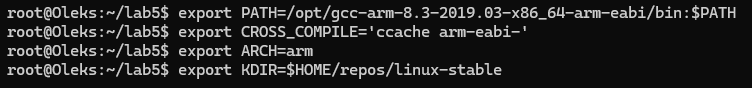 root@Oleks:~/lab5$ export PATH=/opt/gcc-arm-8.3-2019.03-x86_64-arm-eabi/bin:$PATH
root@Oleks:~/lab5$ export CROSS_COMPILE='ccache arm-eabi-'
root@Oleks:~/lab5$ export ARCH=arm
root@Oleks:~/lab5$ export KDIR=$HOME/repos/linux-stable